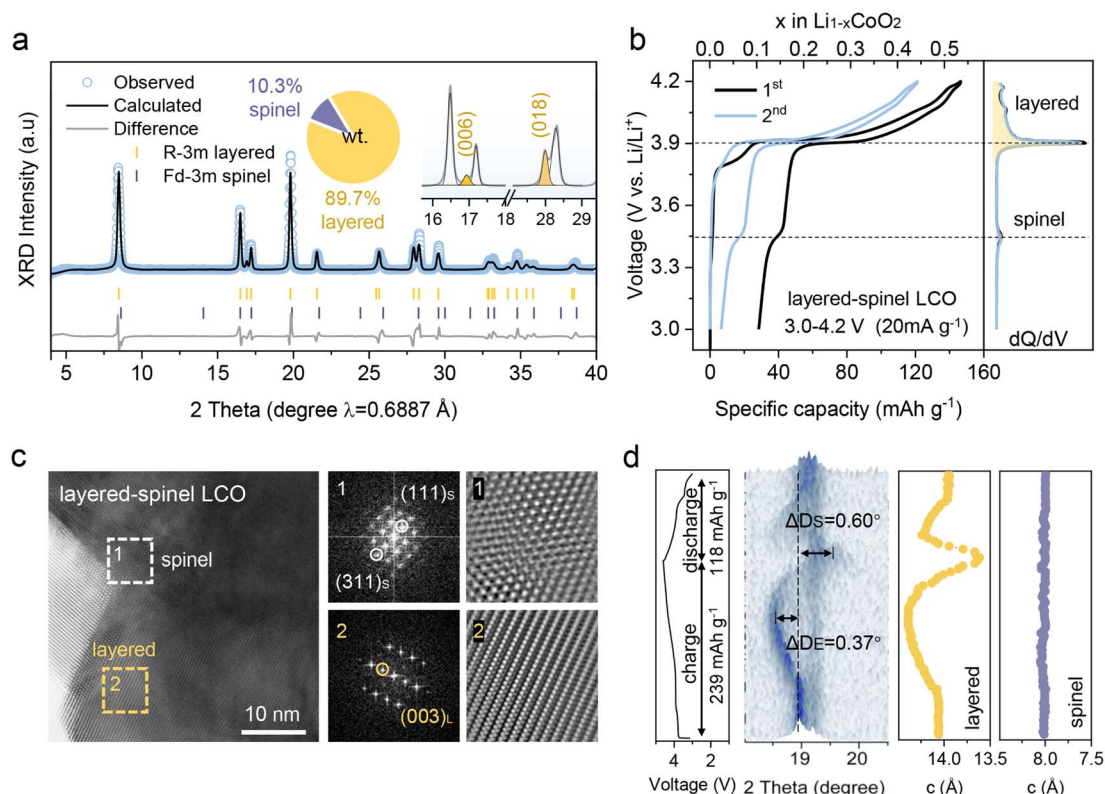 a
XRD Intensity (a.u)
Observed
Calculated
Difference
R-3m layered
Fd-3m spinel
10.3%
spinel
wt.
89.7%
layered
(006)
(018)
16 17 18 28 29
5 10 15 20 25 30 35 40
2 Theta (degree λ=0.6887 Å)
b
x in Li1-xCoO2
0.0 0.1 0.2 0.3 0.4 0.5
Voltage (V vs. Li/Li+)
4.2
3.9
3.6
3.3
3.0
1st
2nd
layered
spinel
layered-spinel LCO
3.0-4.2 V (20mA g-1)
dQ/dV
0 40 80 120 160
Specific capacity (mAh g-1)
c
layered-spinel LCO
1
spinel
layered
2
10 nm
1
(111)S
(311)S
1
2
(003)L
2
d
discharge
118 mAh g-1
charge
239 mAh g-1
4 2
Voltage (V)
ΔDS=0.60°
ΔDE=0.37°
19 20
2 Theta (degree)
layered
14.0 13.5
c (Å)
spinel
8.0 7.5
c (Å)